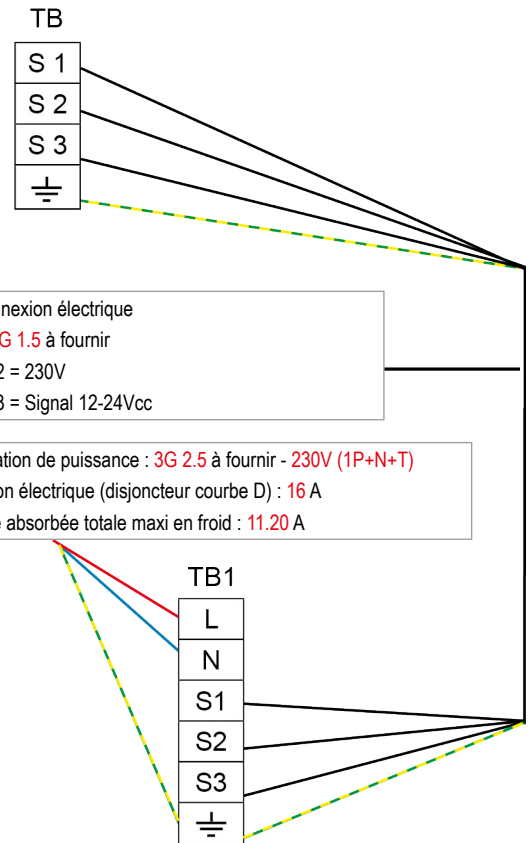 TB
S 1
S 2
S 3
nexion électrique
G 1.5 à fournir
2 = 230V
3 = Signal 12-24Vcc
ation de puissance : 3G 2.5 à fournir - 230V (1P+N+T)
on électrique (disjoncteur courbe D) : 16 A
é absorbée totale maxi en froid : 11.20 A
TB1
L
N
S1
S2
S3